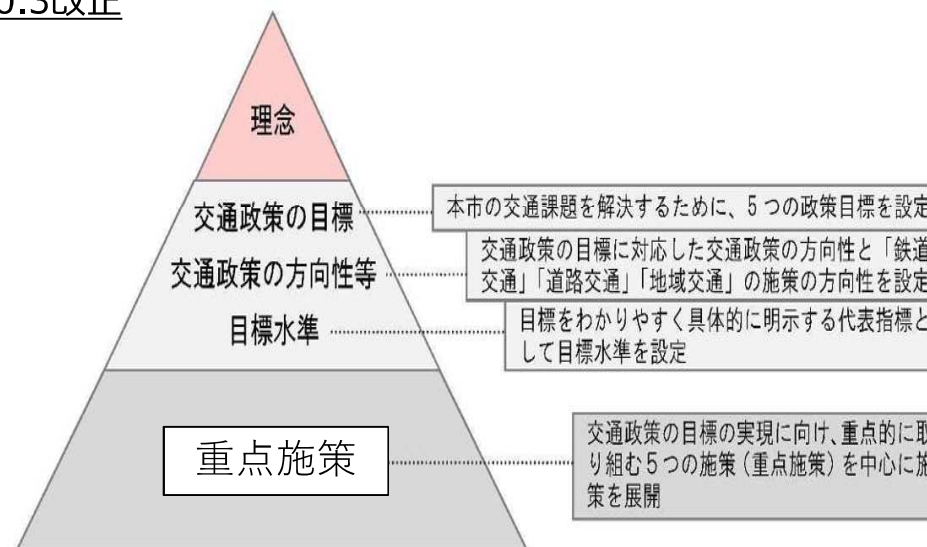 .3改正
理念
交通政策の目標
本市の交通課題を解決するために、5つの政策目標を設定
交通政策の方向性等
交通政策の目標に対応した交通政策の方向性と「鉄道
交通」「道路交通」「地域交通」の施策の方向性を設定
目標水準
目標をわかりやすく具体的に明示する代表指標と
して目標水準を設定
重点施策
交通政策の目標の実現に向け、重点的に取
り組む5つの施策(重点施策)を中心に施
策を展開